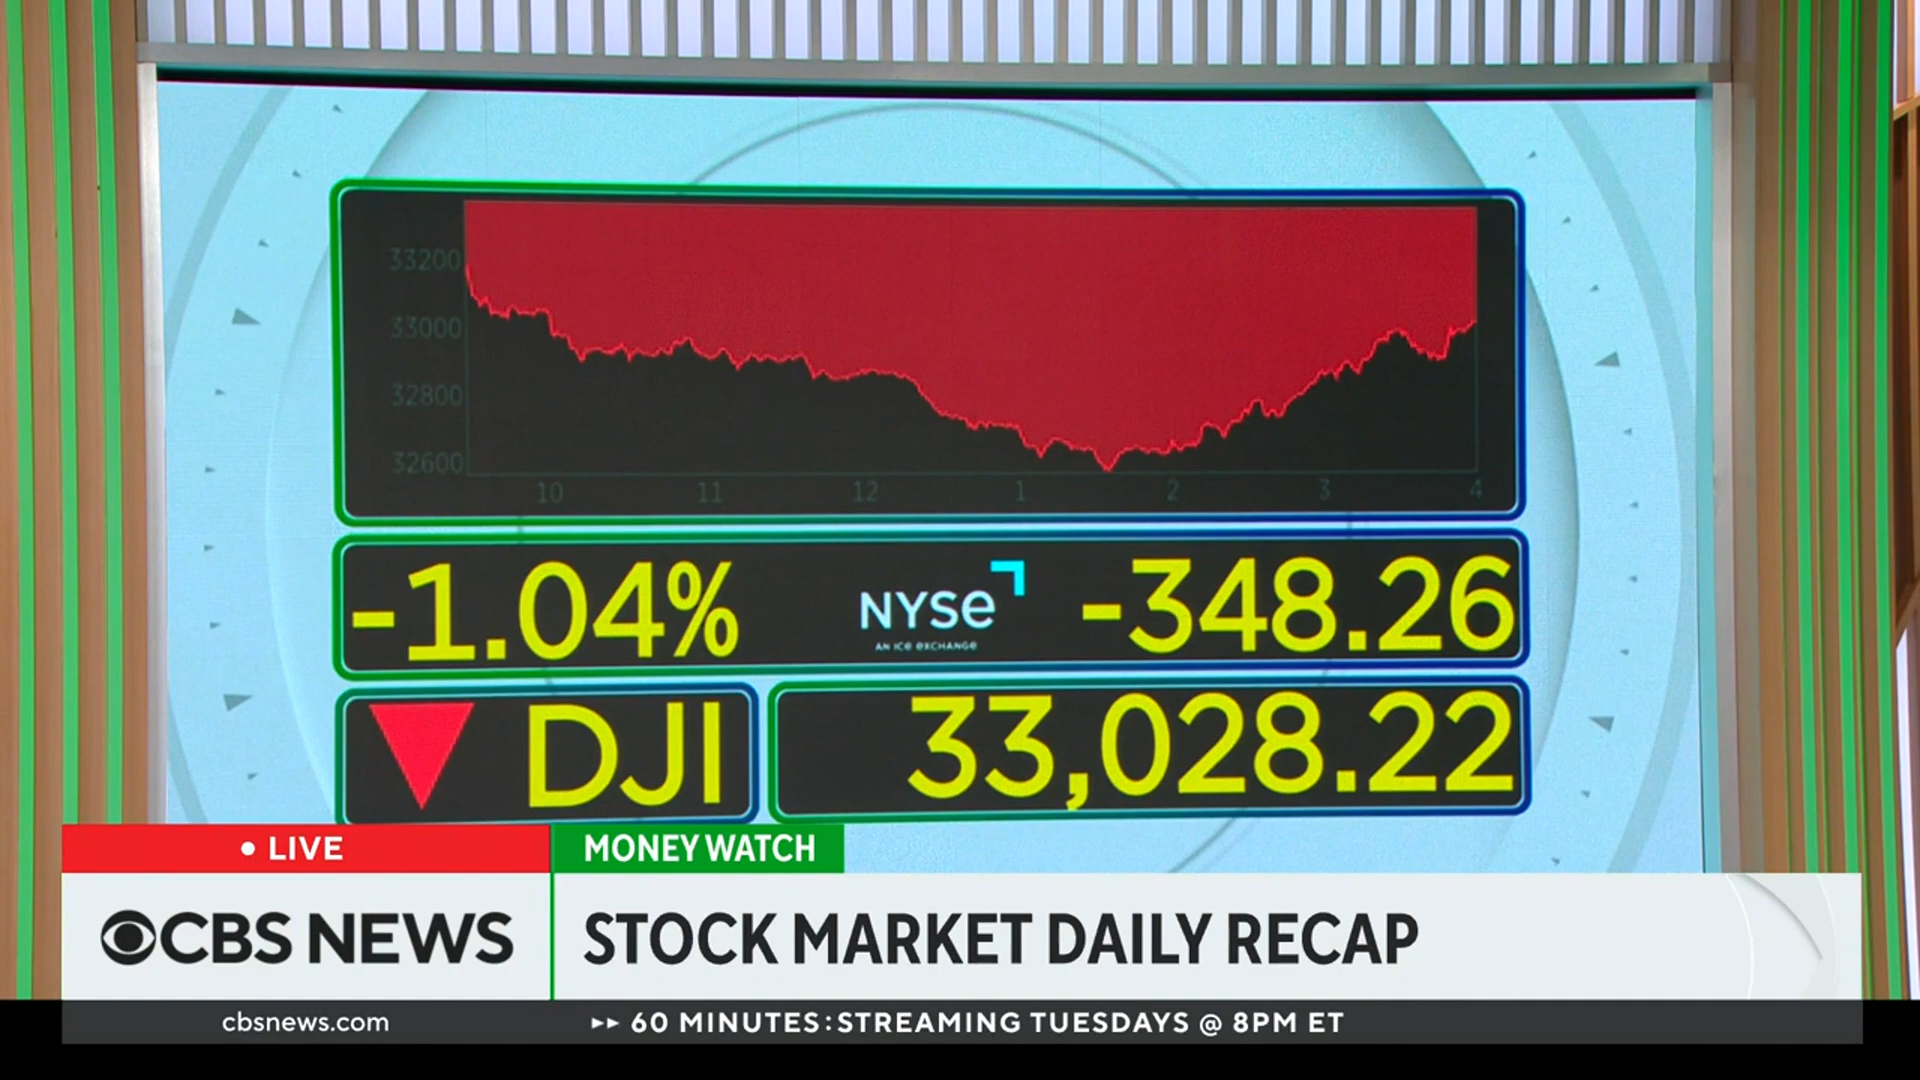 33200
33000
32800
32600
10 11 12 1 2 3 4
-1.04% NYSE -348.26
AN ICE EXCHANGE
DJI 33,028.22
LIVE MONEY WATCH
CBS NEWS STOCK MARKET DAILY RECAP
cbsnews.com 60 MINUTES: STREAMING TUESDAYS @ 8PM ET